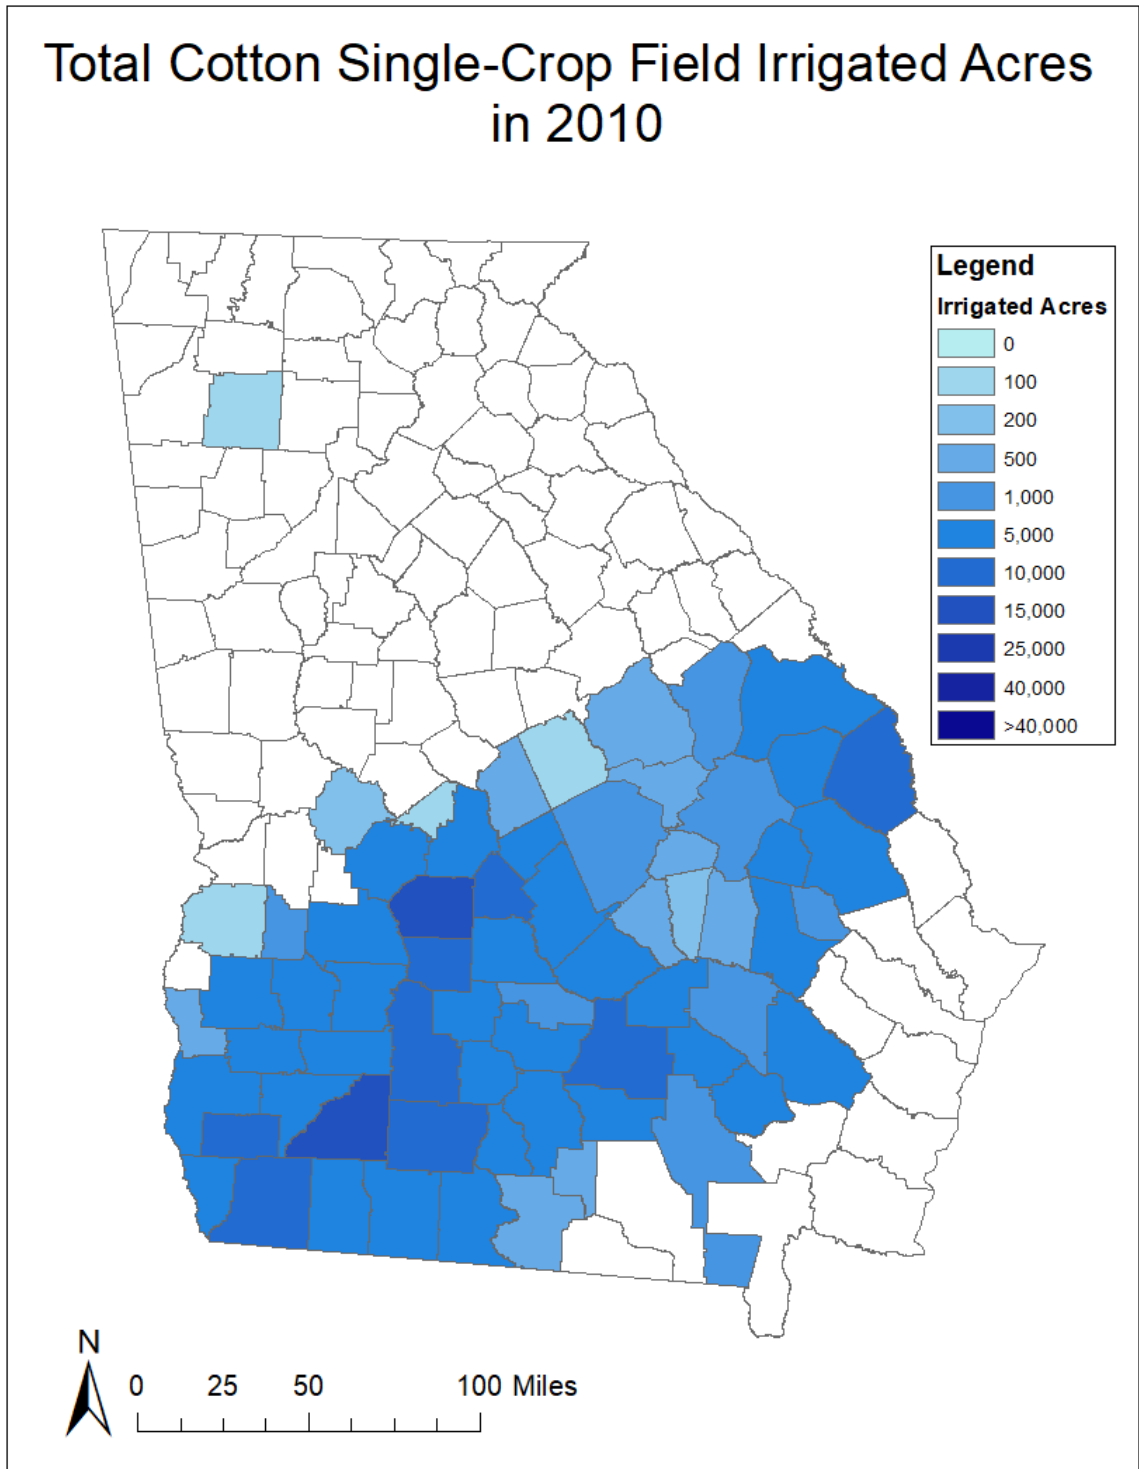 Total Cotton Single-Crop Field Irrigated Acres
in 2010
Legend
Irrigated Acres
0
100
200
500
1,000
5,000
10,000
15,000
25,000
40,000
>40,000
N
0 25 50 100 Miles